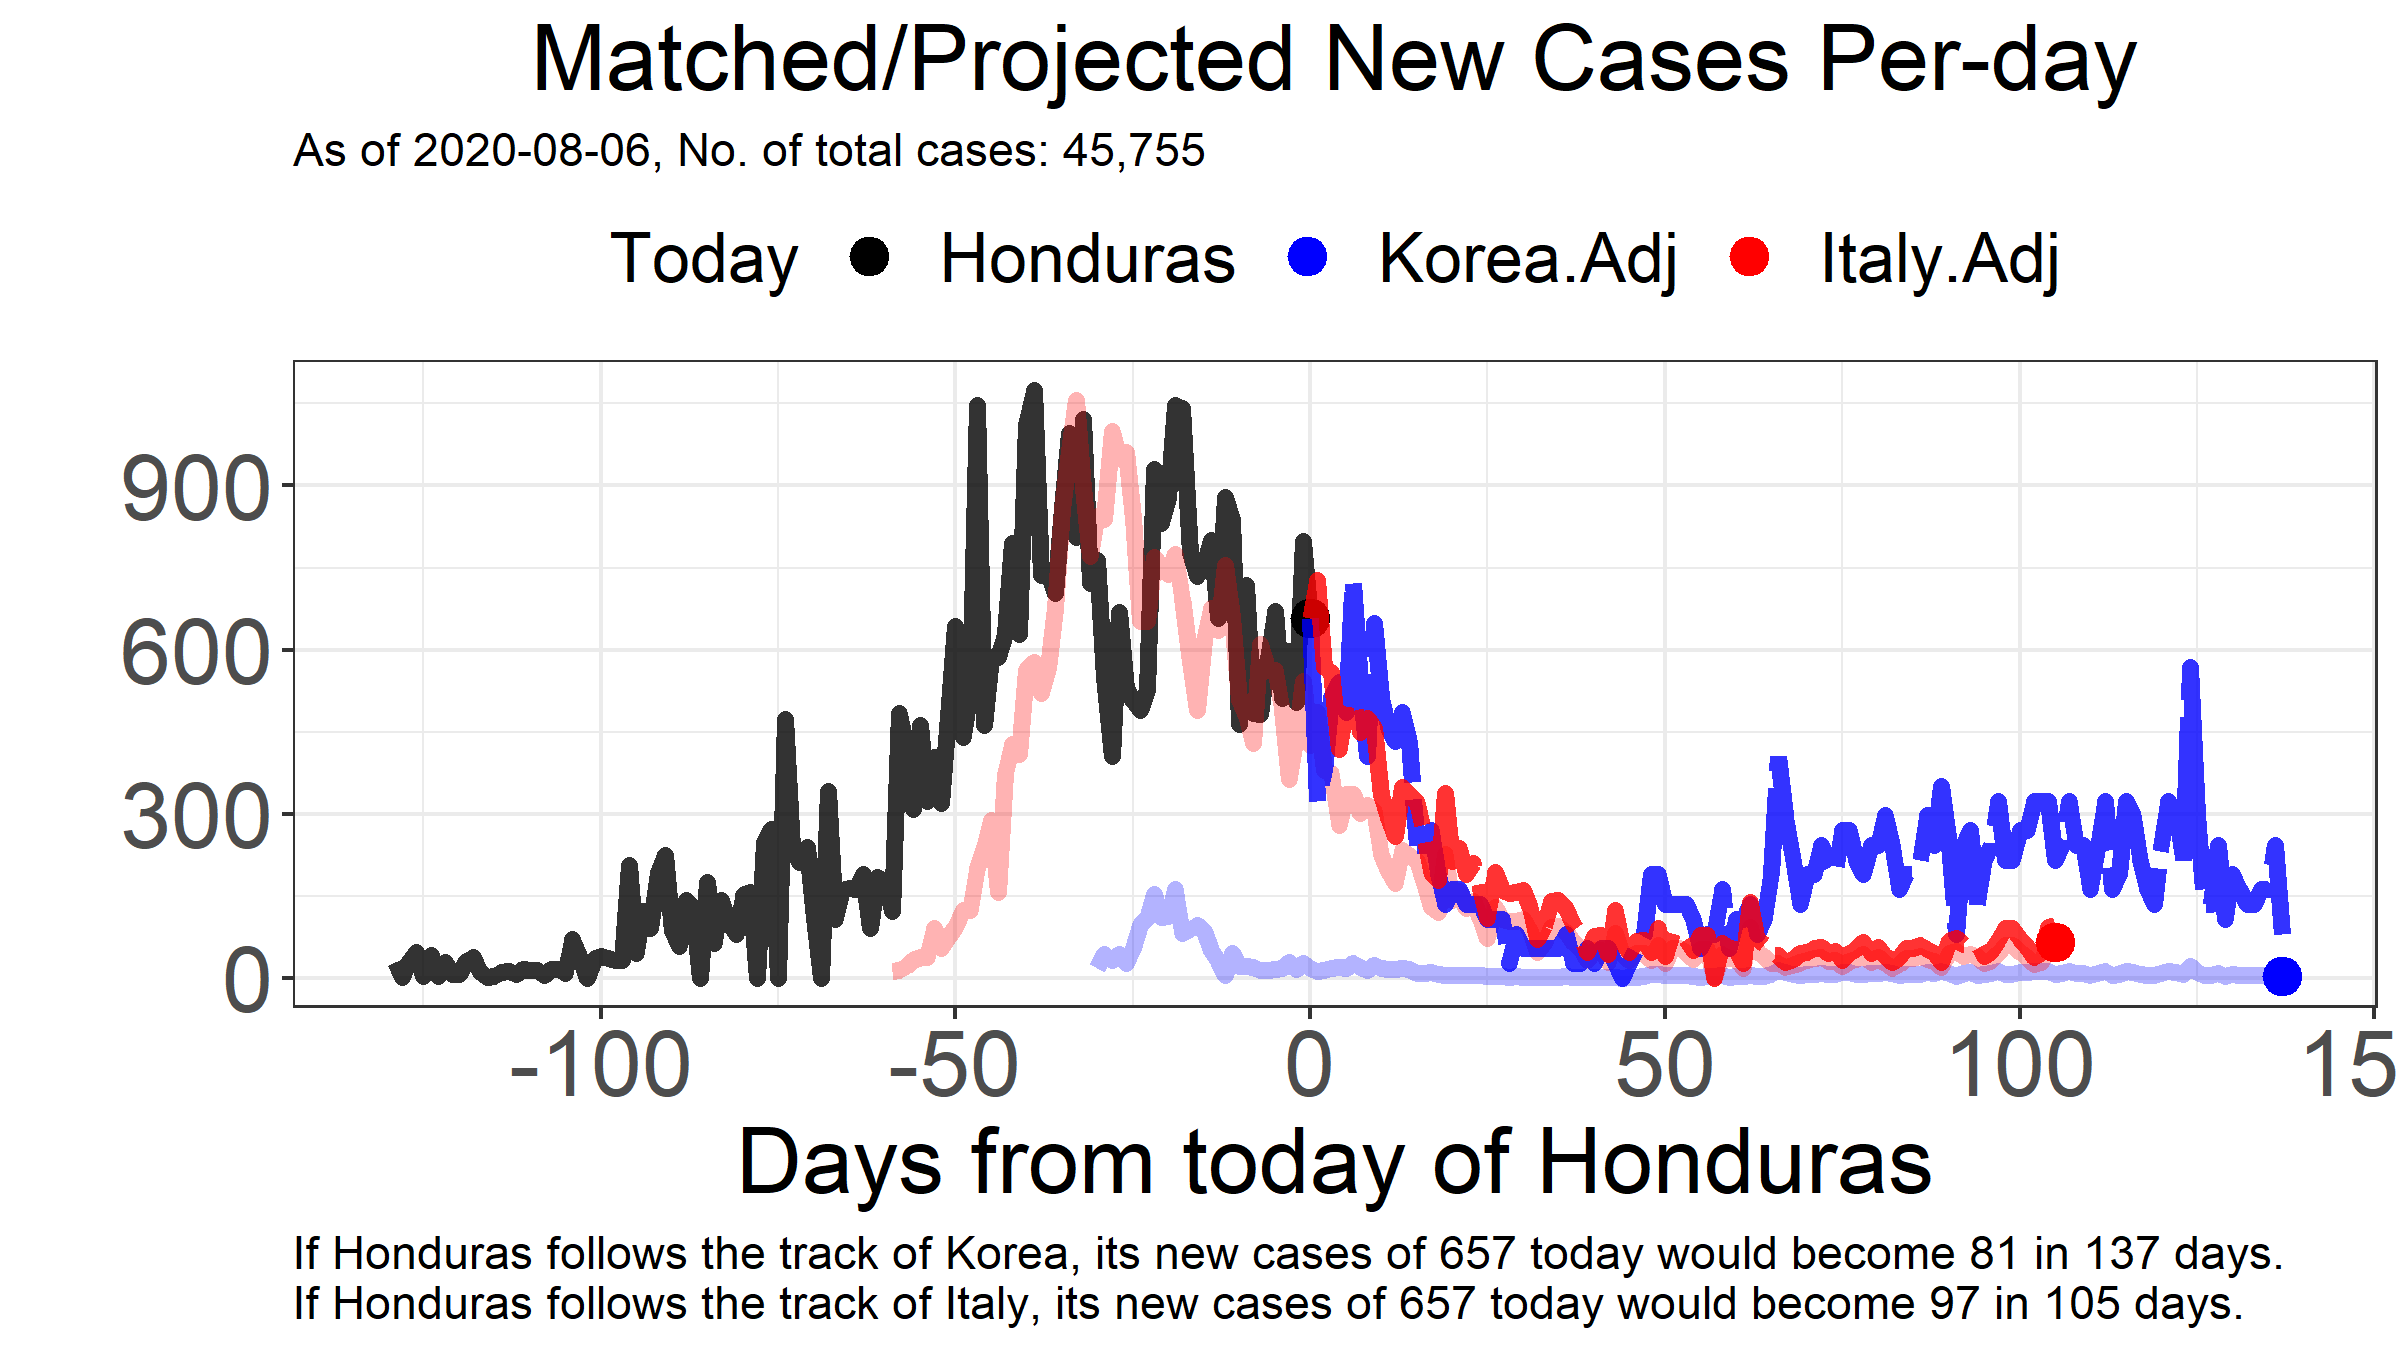 Matched/Projected New Cases Per-day
As of 2020-08-06, No. of total cases: 45,755
Today Honduras Korea.Adj Italy.Adj
900
600
300
0
-100 -50 0 50 100 15
Days from today of Honduras
If Honduras follows the track of Korea, its new cases of 657 today would become 81 in 137 days.
If Honduras follows the track of Italy, its new cases of 657 today would become 97 in 105 days.